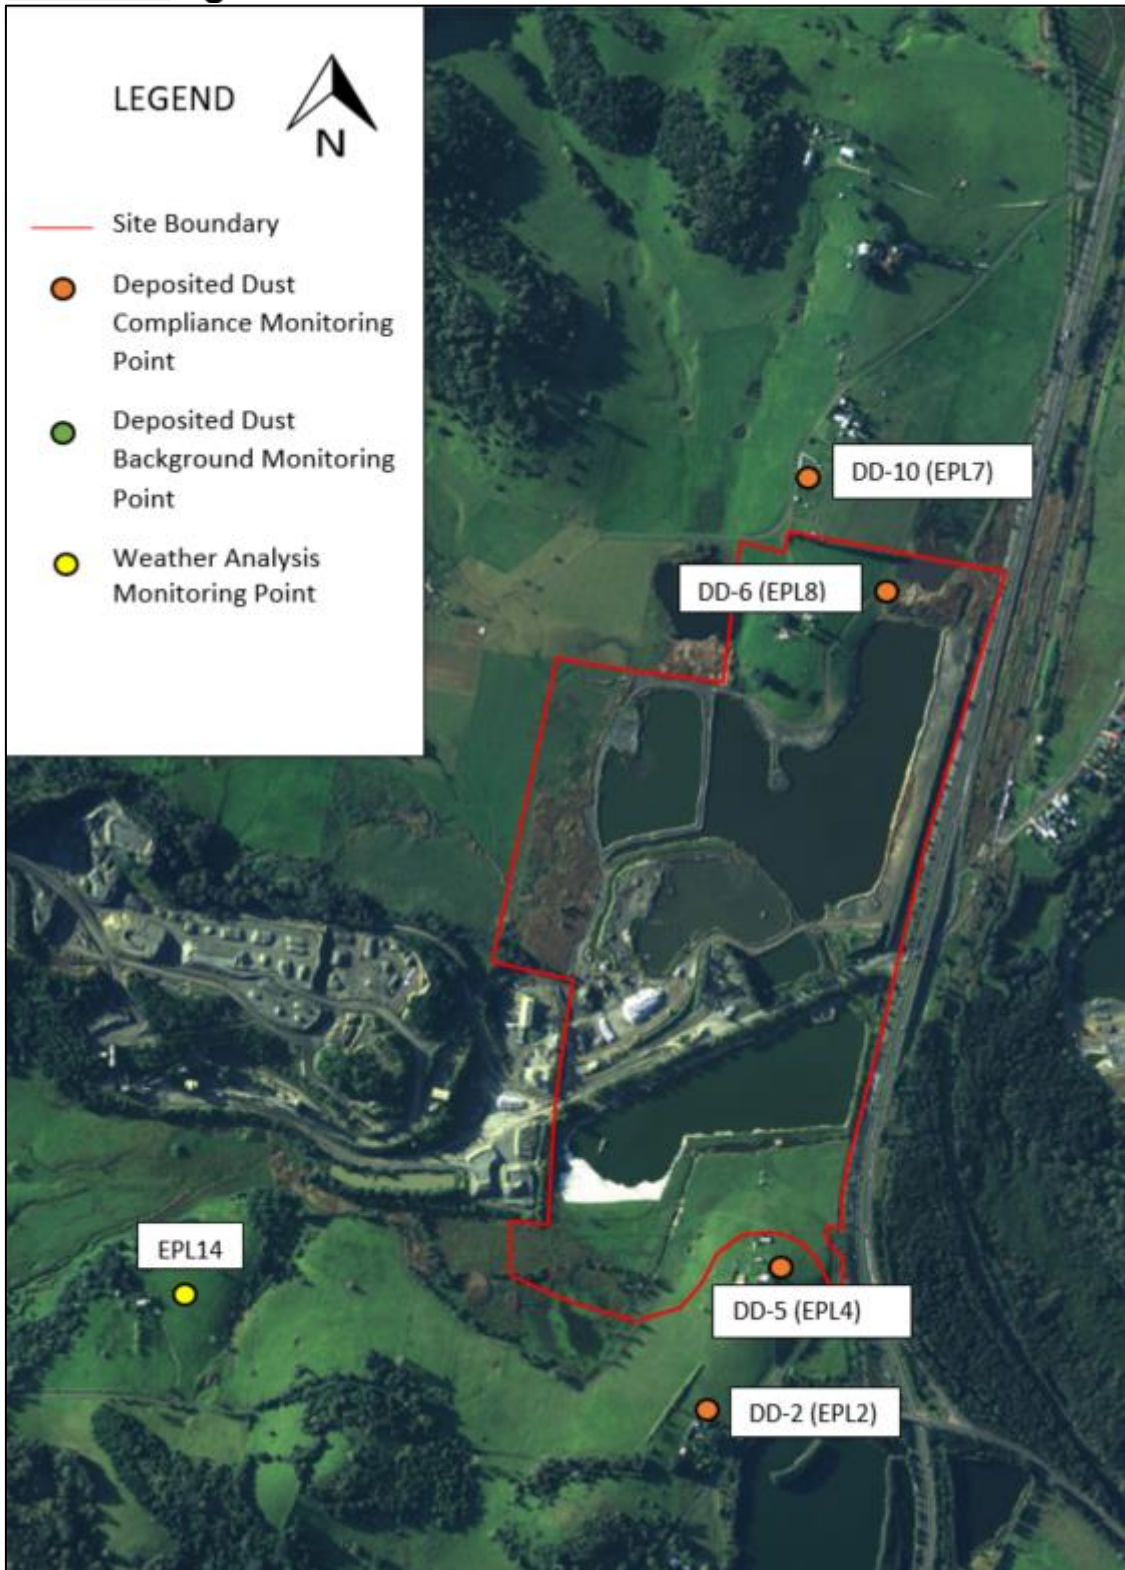 LEGEND
N
Site Boundary
Deposited Dust
Compliance Monitoring
Point
Deposited Dust
Background Monitoring
Point
Weather Analysis
Monitoring Point
DD-10 (EPL7)
DD-6 (EPL8)
EPL14
DD-5 (EPL4)
DD-2 (EPL2)